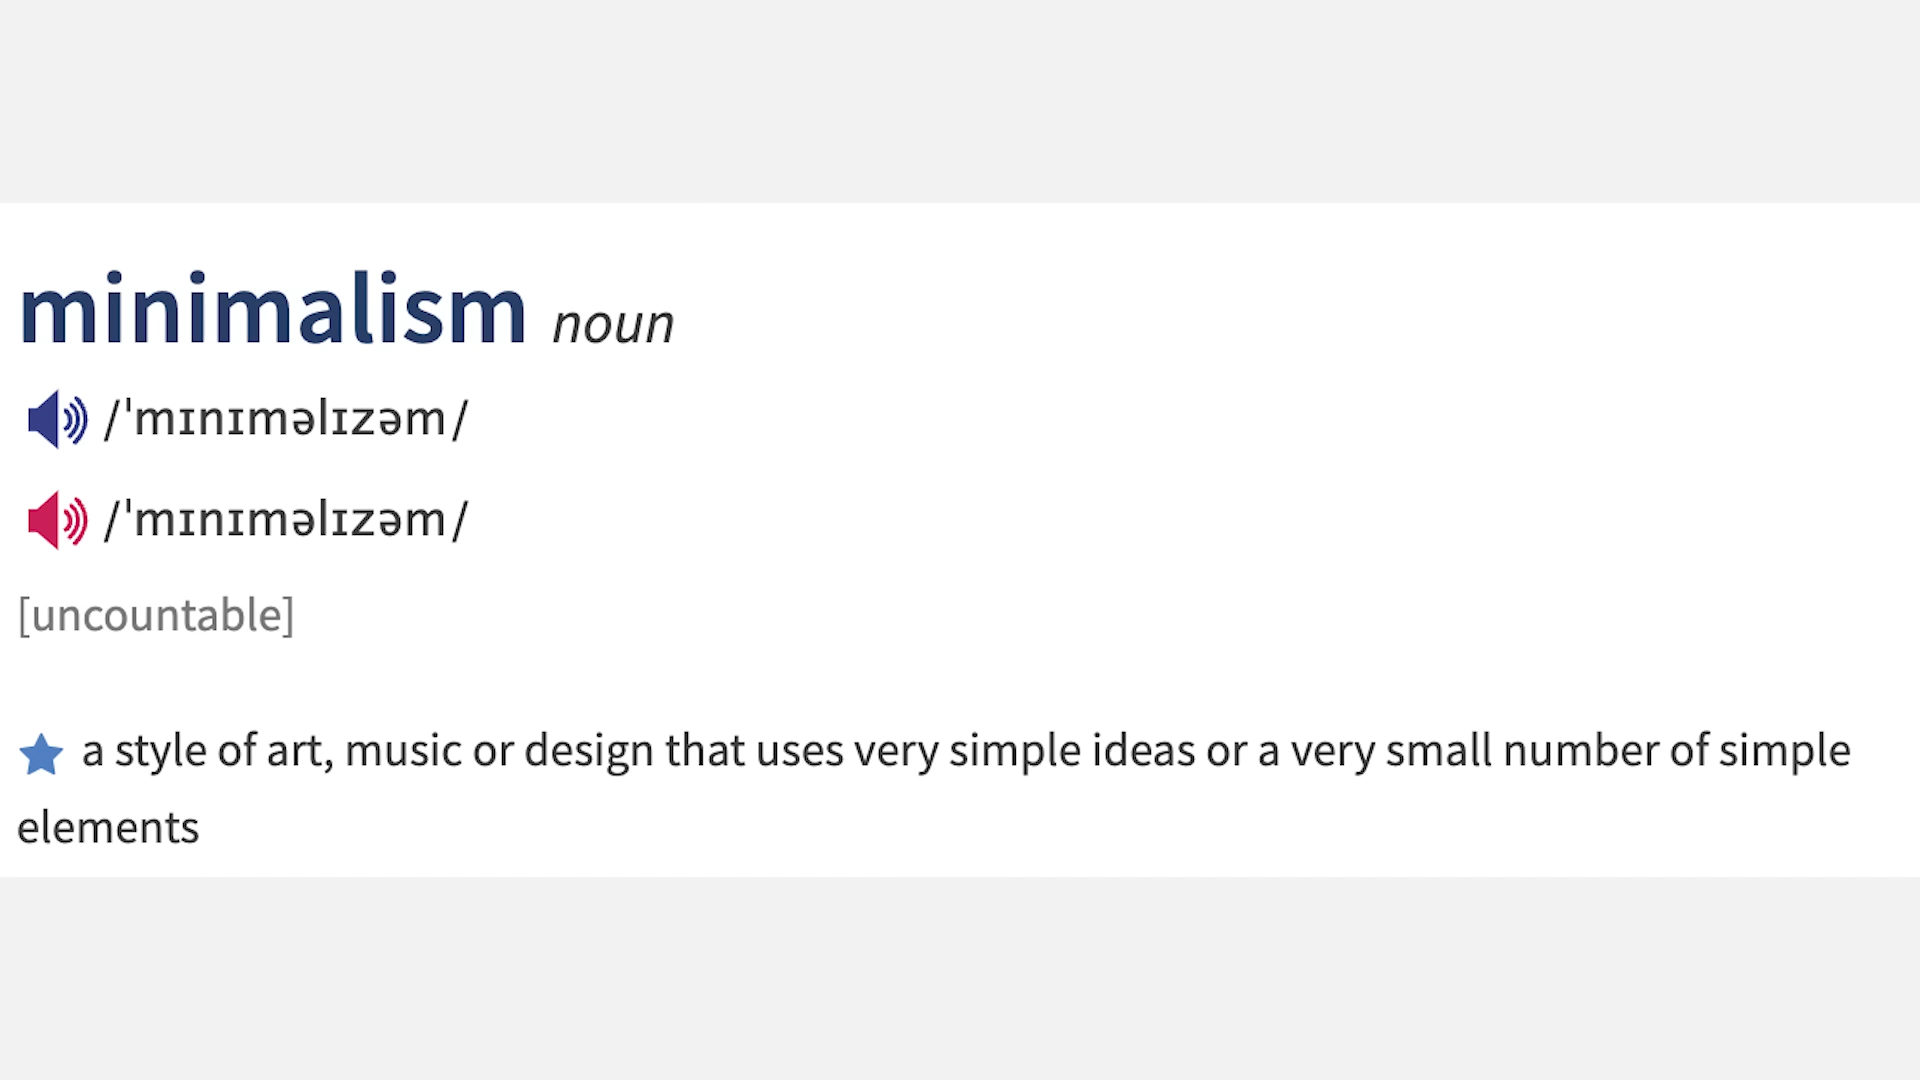 minimalism noun
/ˈmɪnɪməlɪzəm/
/ˈmɪnɪməlɪzəm/
[uncountable]
a style of art, music or design that uses very simple ideas or a very small number of simple
elements